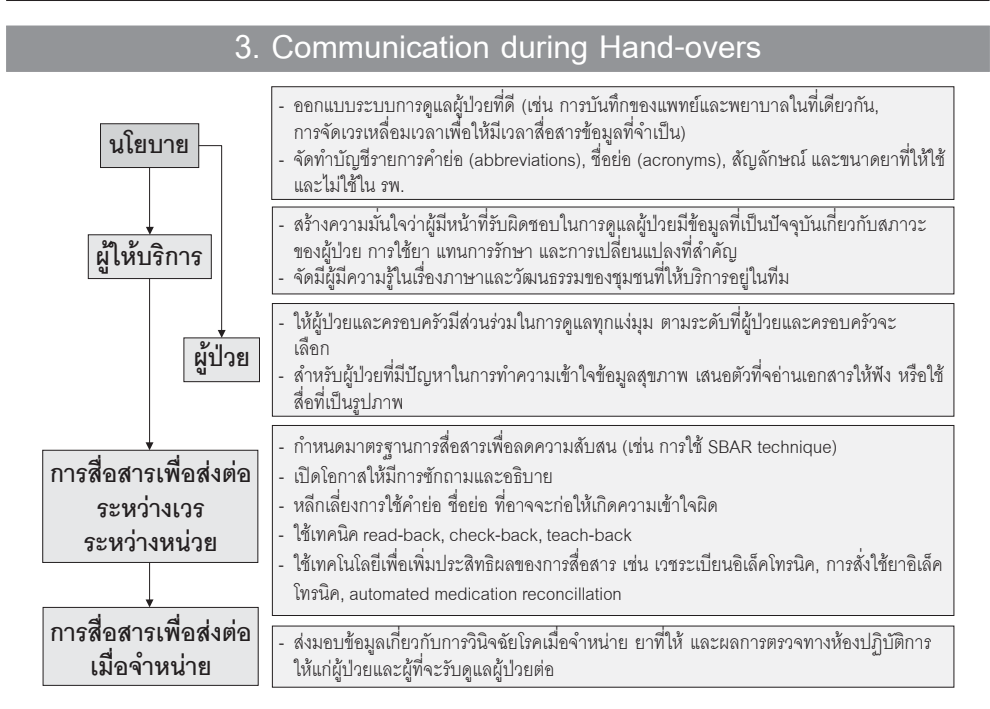 3. Communication during Hand-overs
นโยบาย
- ออกแบบระบบการดูแลผู้ป่วยที่ดี (เช่น การบันทึกของแพทย์และพยาบาลในที่เดียวกัน,
การจัดเวรเหลื่อมเวลาเพื่อให้มีเวลาสื่อสารข้อมูลที่จำเป็น)
- จัดทำบัญชีรายการคำย่อ (abbreviations), ชื่อย่อ (acronyms), สัญลักษณ์ และขนาดยาที่ให้ใช้
และไม่ใช้ใน รพ.
ผู้ให้บริการ
- สร้างความมั่นใจว่าผู้มีหน้าที่รับผิดชอบในการดูแลผู้ป่วยมีข้อมูลที่เป็นปัจจุบันเกี่ยวกับสภาวะ
ของผู้ป่วย การใช้ยา แทนการรักษา และการเปลี่ยนแปลงที่สำคัญ
- จัดมีผู้มีความรู้ในเรื่องภาษาและวัฒนธรรมของชุมชนที่ให้บริการอยู่ในทีม
ผู้ป่วย
- ให้ผู้ป่วยและครอบครัวมีส่วนร่วมในการดูแลทุกแง่มุม ตามระดับที่ผู้ป่วยและครอบครัวจะ
เลือก
- สำหรับผู้ป่วยที่มีปัญหาในการทำความเข้าใจข้อมูลสุขภาพ เสนอตัวที่จอ่านเอกสารให้ฟัง หรือใช้
สื่อที่เป็นรูปภาพ
การสื่อสารเพื่อส่งต่อ
ระหว่างเวร
ระหว่างหน่วย
- กำหนดมาตรฐานการสื่อสารเพื่อลดความสับสน (เช่น การใช้ SBAR technique)
- เปิดโอกาสให้มีการซักถามและอธิบาย
- หลีกเลี่ยงการใช้คำย่อ ชื่อย่อ ที่อาจจะก่อให้เกิดความเข้าใจผิด
- ใช้เทคนิค read-back, check-back, teach-back
- ใช้เทคโนโลยีเพื่อเพิ่มประสิทธิผลของการสื่อสาร เช่น เวชระเบียนอิเล็คโทรนิค, การสั่งใช้ยาอิเล็ค
โทรนิค, automated medication reconcillation
การสื่อสารเพื่อส่งต่อ
เมื่อจำหน่าย
- ส่งมอบข้อมูลเกี่ยวกับการวินิจฉัยโรคเมื่อจำหน่าย ยาที่ให้ และผลการตรวจทางห้องปฏิบัติการ
ให้แก่ผู้ป่วยและผู้ที่จะรับดูแลผู้ป่วยต่อ